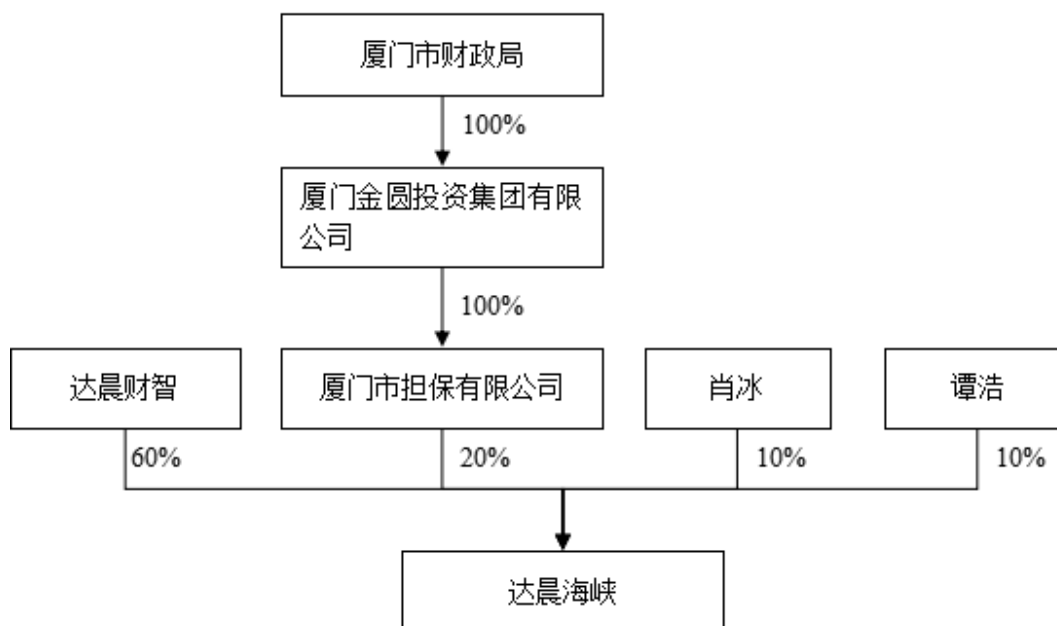 厦门市财政局
100%
厦门金圆投资集团有限
公司
100%
达晨财智
厦门市担保有限公司
肖冰
谭浩
60%
20%
10%
10%
达晨海峡